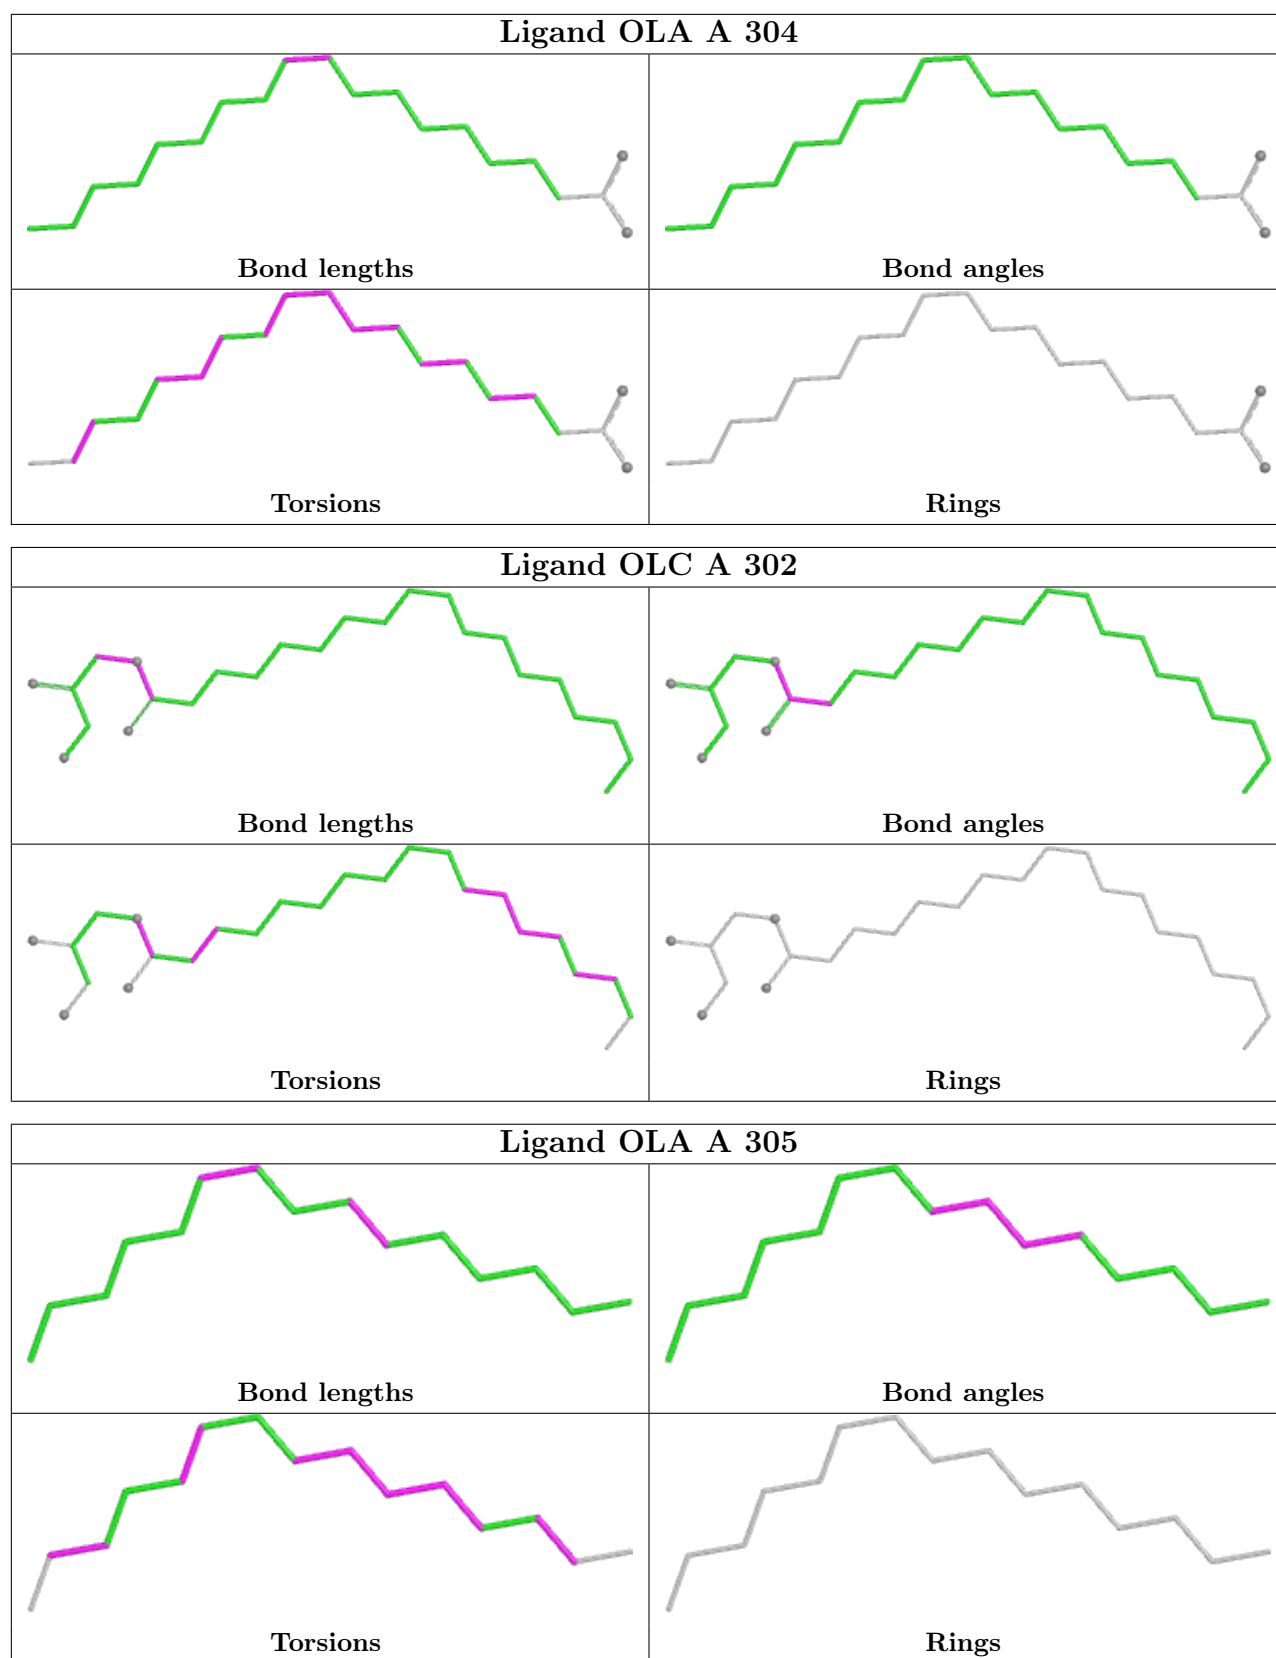 Ligand OLA A 304
Bond lengths
Bond angles
Torsions
Rings
Ligand OLC A 302
Bond lengths
Bond angles
Torsions
Rings
Ligand OLA A 305
Bond lengths
Bond angles
Torsions
Rings